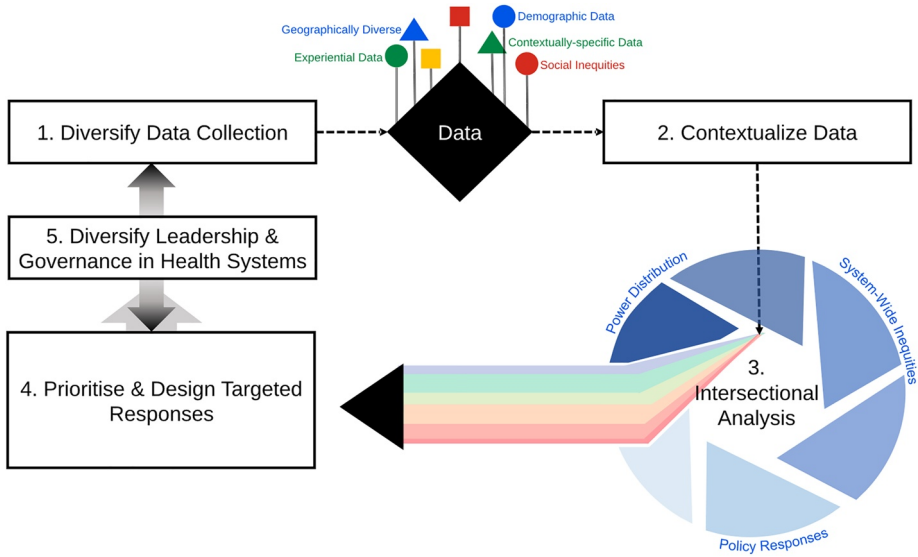 Geographically Diverse
Demographic Data
Experiential Data
Contextually-specific Data
Social Inequities
1. Diversify Data Collection
Data
2. Contextualize Data
5. Diversify Leadership &
Governance in Health Systems
Power Distribution
System-Wide Inequities
4. Prioritise & Design Targeted
Responses
3.
Intersectional
Analysis
Policy Responses